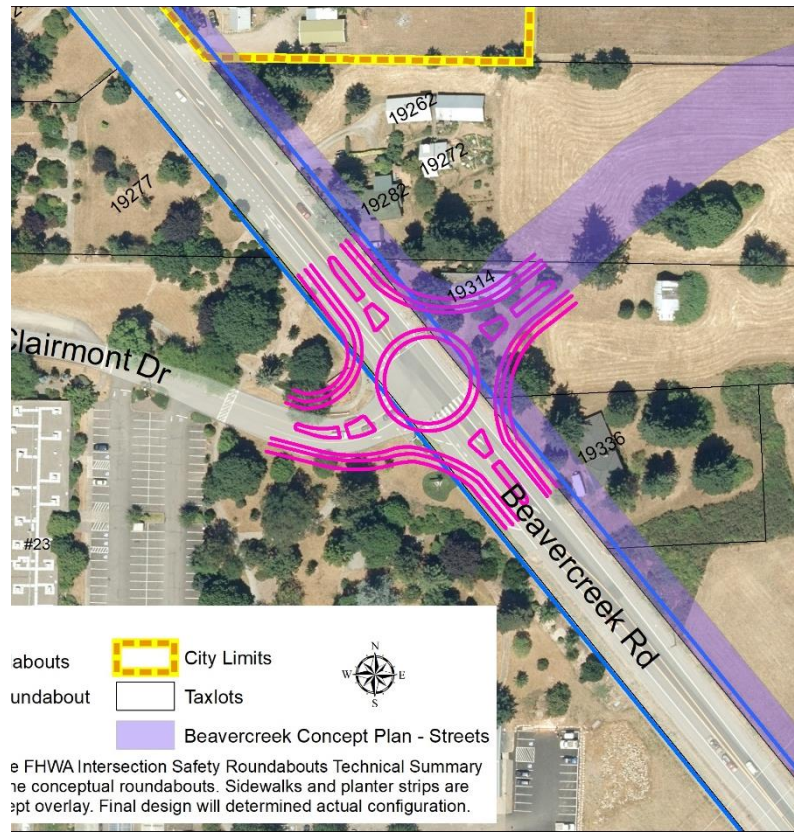 19262
19272
19277
19282
19314
Clairmont Dr
19336
Beavercreek Rd
#23
N
W E
S
abouts
City Limits
undabout
Taxlots
Beavercreek Concept Plan - Streets
e FHWA Intersection Safety Roundabouts Technical Summary
ne conceptual roundabouts. Sidewalks and planter strips are
ept overlay. Final design will determined actual configuration.